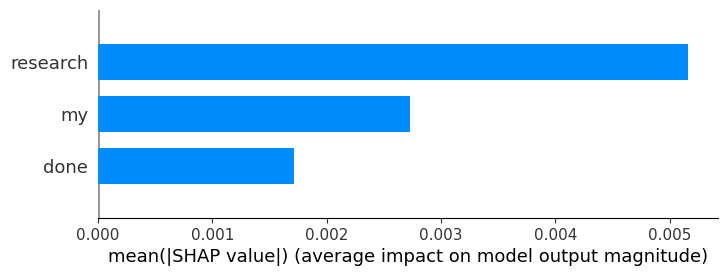 research
my
done
0.000 0.001 0.002 0.003 0.004 0.005
mean(|SHAP value|) (average impact on model output magnitude)